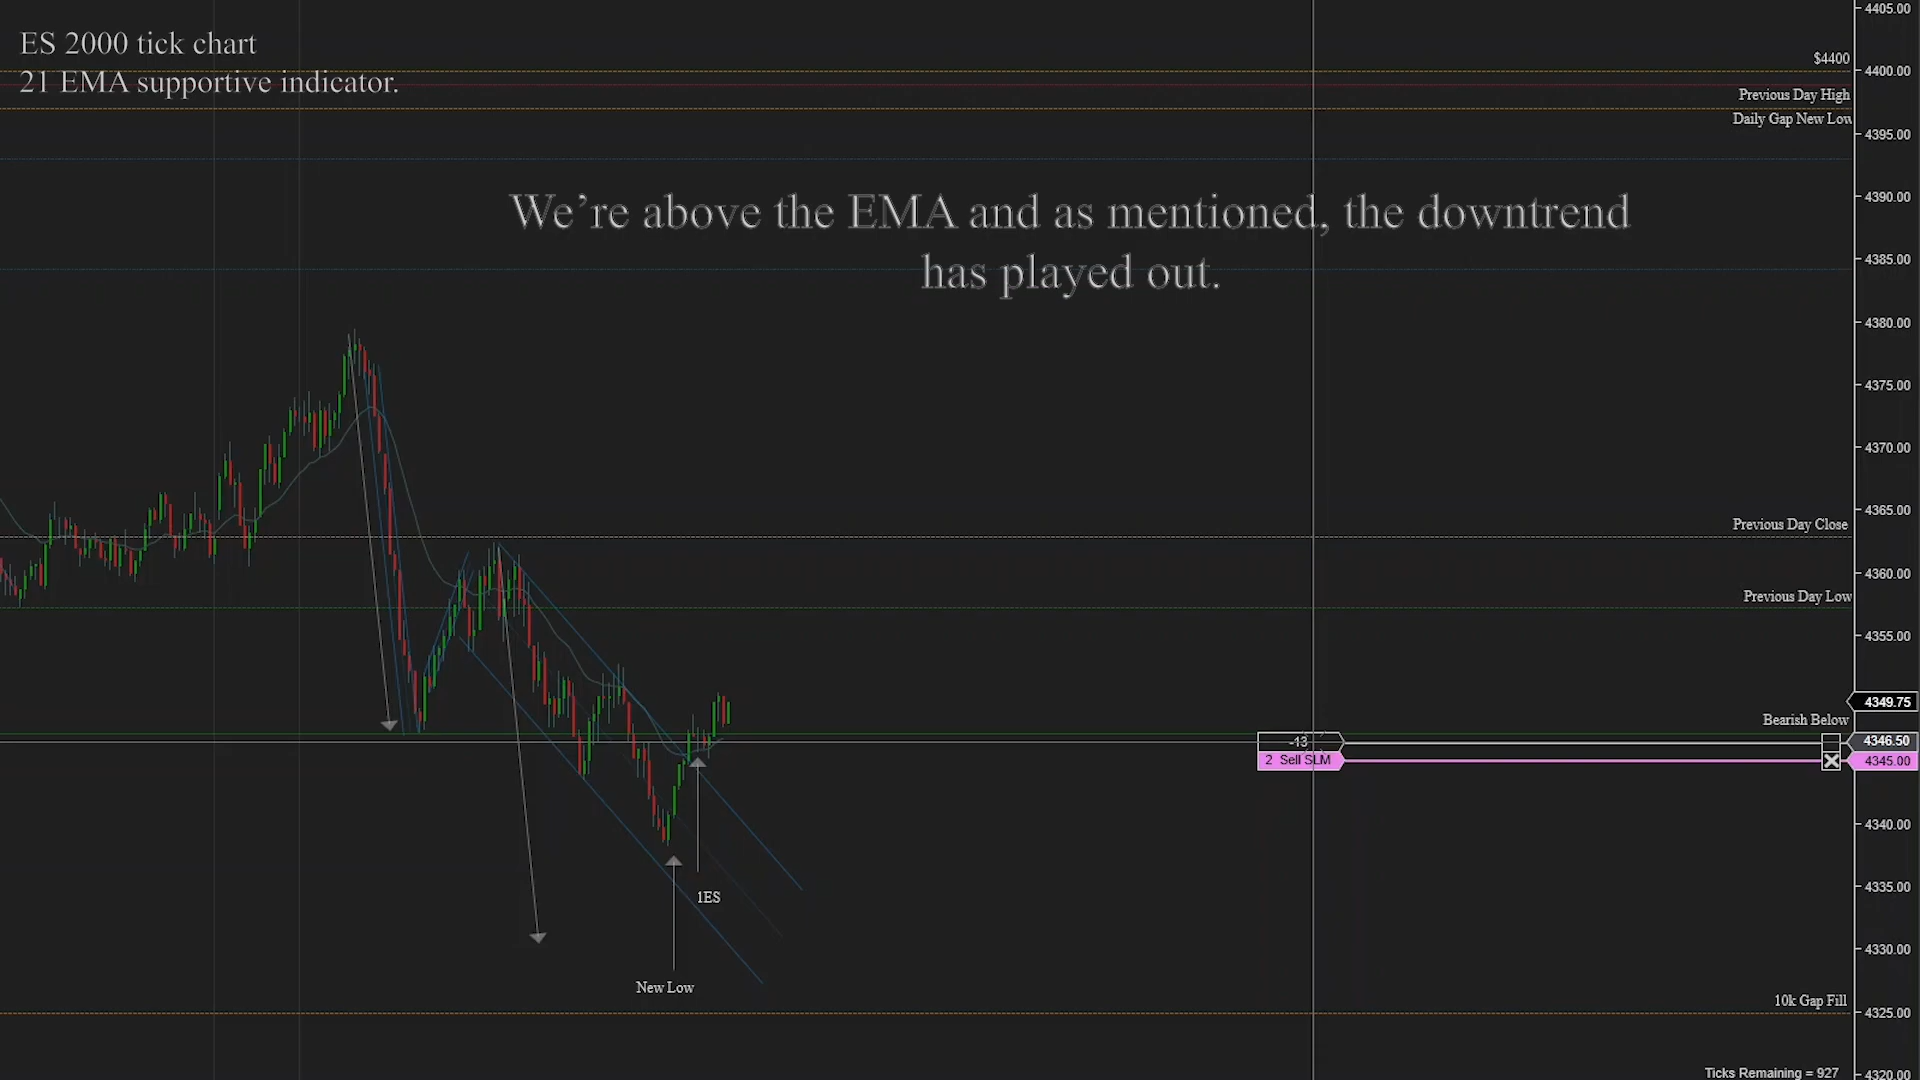 ES 2000 tick chart
21 EMA supportive indicator.
We’re above the EMA and as mentioned, the downtrend
has played out.
4405.00
$4400
4400.00
Previous Day High
Daily Gap New Low
4395.00
4390.00
4385.00
4380.00
4375.00
4370.00
4365.00
Previous Day Close
4360.00
Previous Day Low
4355.00
4349.75
Bearish Below
-13
4346.50
2 Sell SLM
4345.00
4340.00
4335.00
1ES
4330.00
New Low
10k Gap Fill
4325.00
Ticks Remaining = 927
4320.00